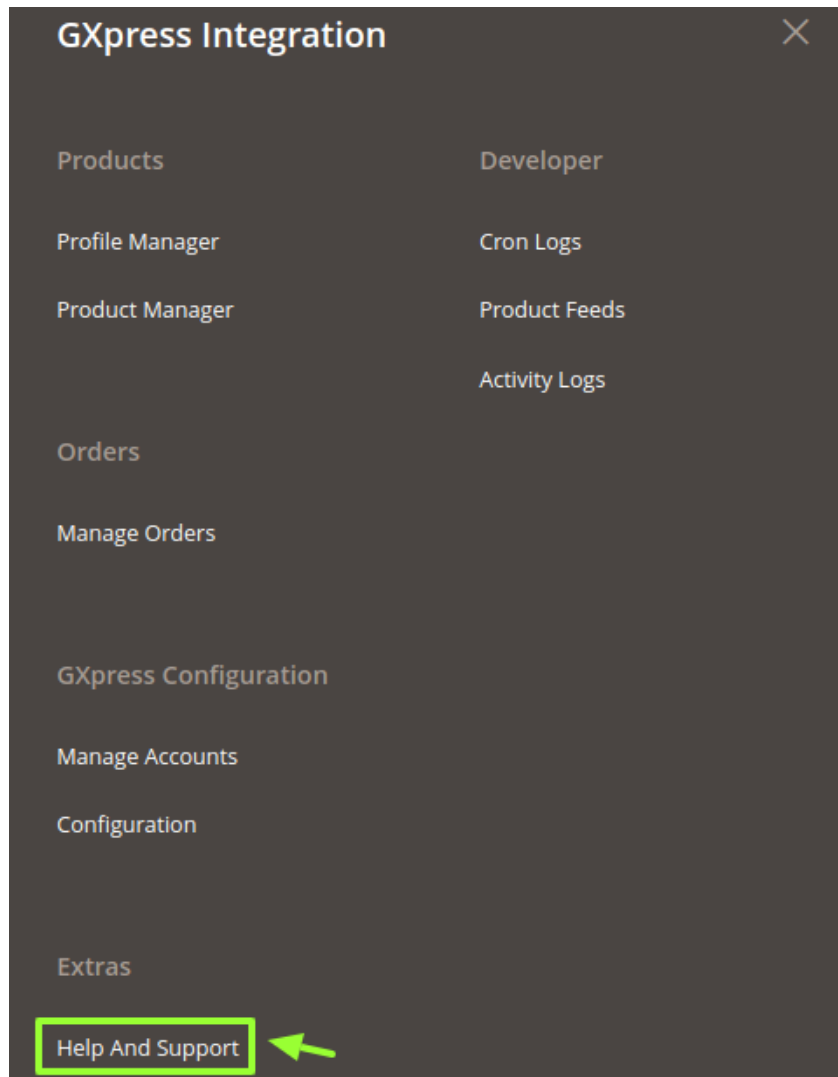 GXpress Integration
Products
Profile Manager
Product Manager
Orders
Manage Orders
GXpress Configuration
Manage Accounts
Configuration
Extras
Help And Support
Developer
Cron Logs
Product Feeds
Activity Logs